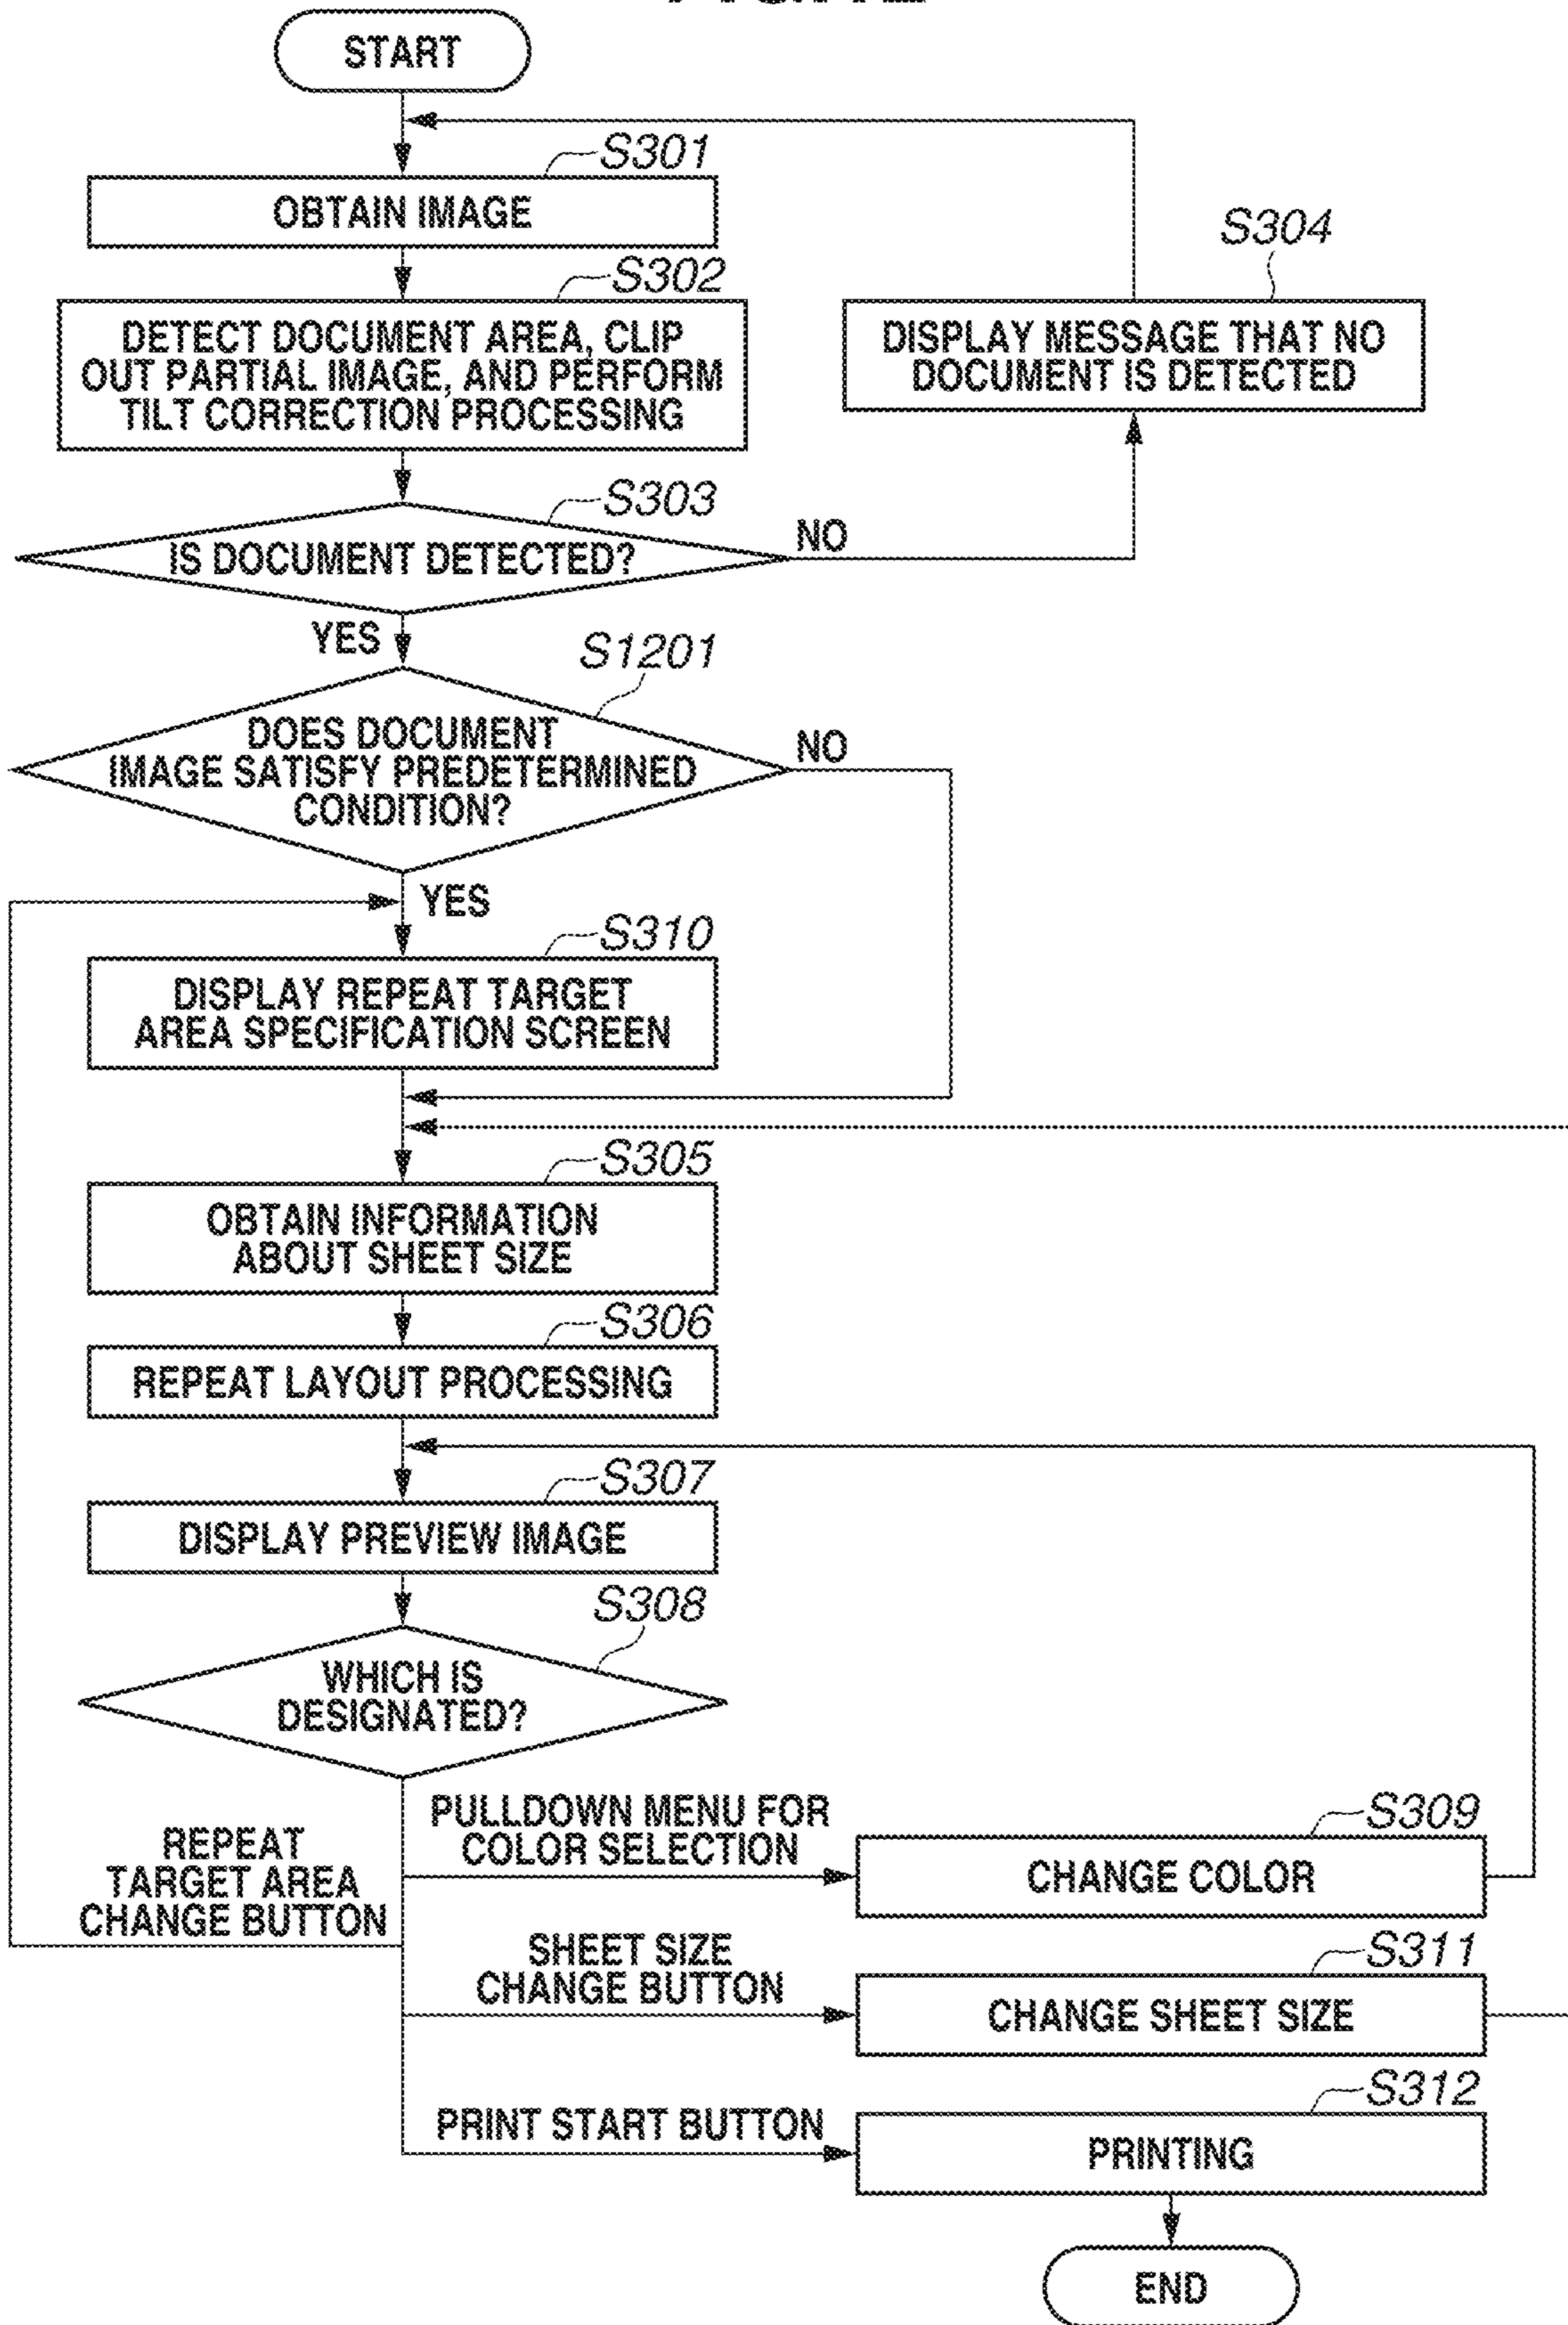 START
S301
OBTAIN IMAGE
S302
DETECT DOCUMENT AREA, CLIP
OUT PARTIAL IMAGE, AND PERFORM
TILT CORRECTION PROCESSING
S304
DISPLAY MESSAGE THAT NO
DOCUMENT IS DETECTED
S303
IS DOCUMENT DETECTED?
NO
YES
S1201
DOES DOCUMENT
IMAGE SATISFY PREDETERMINED
CONDITION?
NO
YES
S310
DISPLAY REPEAT TARGET
AREA SPECIFICATION SCREEN
S305
OBTAIN INFORMATION
ABOUT SHEET SIZE
S306
REPEAT LAYOUT PROCESSING
S307
DISPLAY PREVIEW IMAGE
S308
WHICH IS
DESIGNATED?
REPEAT
TARGET AREA
CHANGE BUTTON
PULLDOWN MENU FOR
COLOR SELECTION
S309
CHANGE COLOR
SHEET SIZE
CHANGE BUTTON
S311
CHANGE SHEET SIZE
PRINT START BUTTON
S312
PRINTING
END